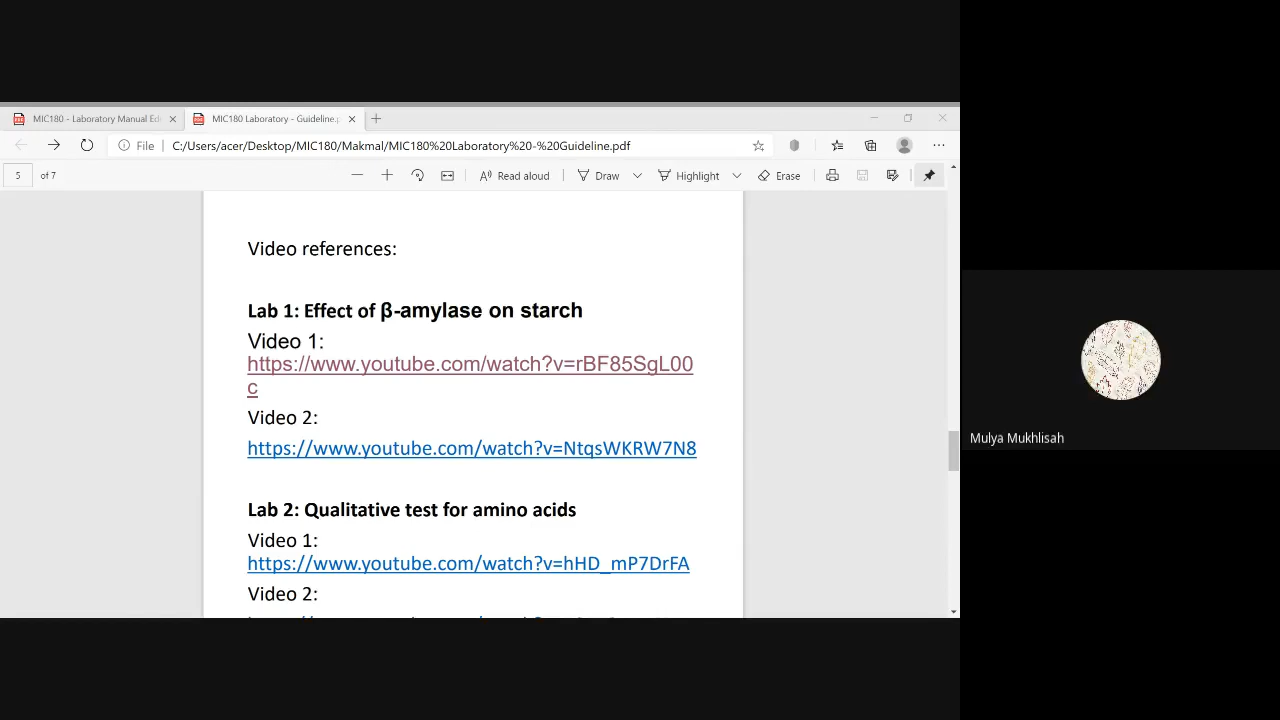 MIC180 - Laboratory Manual Edi
MIC180 Laboratory - Guideline.p
File
C:/Users/acer/Desktop/MIC180/Makmal/MIC180%20Laboratory%20-%20Guideline.pdf
5 of 7
Read aloud
Draw
Highlight
Erase
Video references:
Lab 1: Effect of β-amylase on starch
Video 1:
https://www.youtube.com/watch?v=rBF85SgL00
c
Video 2:
https://www.youtube.com/watch?v=NtqsWKRW7N8
Lab 2: Qualitative test for amino acids
Video 1:
https://www.youtube.com/watch?v=hHD_mP7DrFA
Video 2:
Mulya Mukhlisah